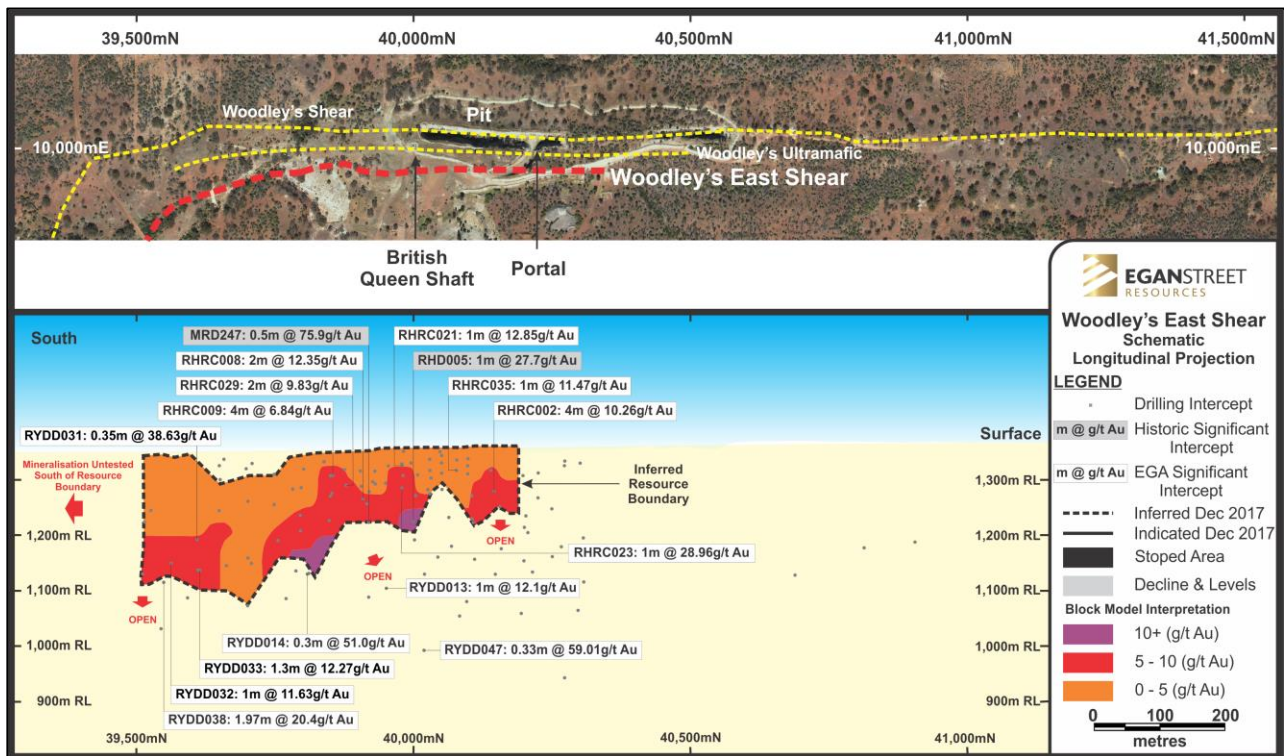 39,500mN 40,000mN 40,500mN 41,000mN 41,500mN
Woodley's Shear
Pit
10,000mE
10,000mE
Woodley's Ultramafic
Woodley's East Shear
British
Queen Shaft
Portal
EGANSTREET
RESOURCES
Woodley's East Shear
Schematic
Longitudinal Projection
LEGEND
Drilling Intercept
m @ g/t Au Historic Significant
Intercept
m @ g/t Au EGA Significant
Intercept
Inferred Dec 2017
Indicated Dec 2017
Stoped Area
Decline & Levels
Block Model Interpretation
10+ (g/t Au)
5 - 10 (g/t Au)
0 - 5 (g/t Au)
0 100 200
metres
South
MRD247: 0.5m @ 75.9g/t Au
RHRC021: 1m @ 12.85g/t Au
RHRC008: 2m @ 12.35g/t Au
RHD005: 1m @ 27.7g/t Au
RHRC029: 2m @ 9.83g/t Au
RHRC035: 1m @ 11.47g/t Au
RHRC009: 4m @ 6.84g/t Au
RHRC002: 4m @ 10.26g/t Au
RYDD031: 0.35m @ 38.63g/t Au
Surface
Mineralisation Untested
South of Resource
Boundary
Inferred
Resource
Boundary
1,300m RL
1,200m RL
1,200m RL
OPEN
RHRC023: 1m @ 28.96g/t Au
OPEN
1,100m RL
RYDD013: 1m @ 12.1g/t Au
1,100m RL
OPEN
1,000m RL
RYDD014: 0.3m @ 51.0g/t Au
RYDD047: 0.33m @ 59.01g/t Au
1,000m RL
RYDD033: 1.3m @ 12.27g/t Au
RYDD032: 1m @ 11.63g/t Au
900m RL
900m RL
RYDD038: 1.97m @ 20.4g/t Au
39,500mN 40,000mN 40,500mN 41,000mN